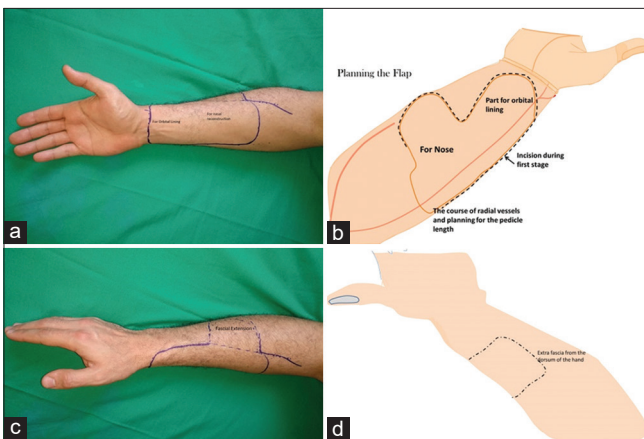 For orbital lining
For nasal
reconstruction
a
Planning the Flap
Part for orbital
lining
For Nose
Incision during
first stage
The course of radial vessels
and planning for the pedicle
length
b
Fascial Extension
c
Extra fascia from the
dorsum of the hand
d